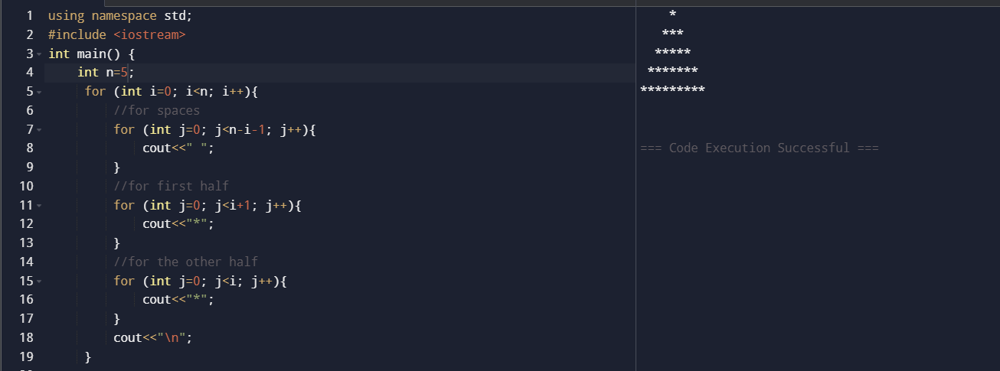 1 using namespace std;
2 #include <iostream>
3 int main() {
4     int n=5;
5      for (int i=0; i<n; i++){
6          //for spaces
7          for (int j=0; j<n-i-1; j++){
8              cout<<" ";
9          }
10          //for first half
11          for (int j=0; j<i+1; j++){
12              cout<<"*";
13          }
14          //for the other half
15          for (int j=0; j<i; j++){
16              cout<<"*";
17          }
18          cout<<"\n";
19      }
    *
   ***
  *****
 *******
*********
=== Code Execution Successful ===